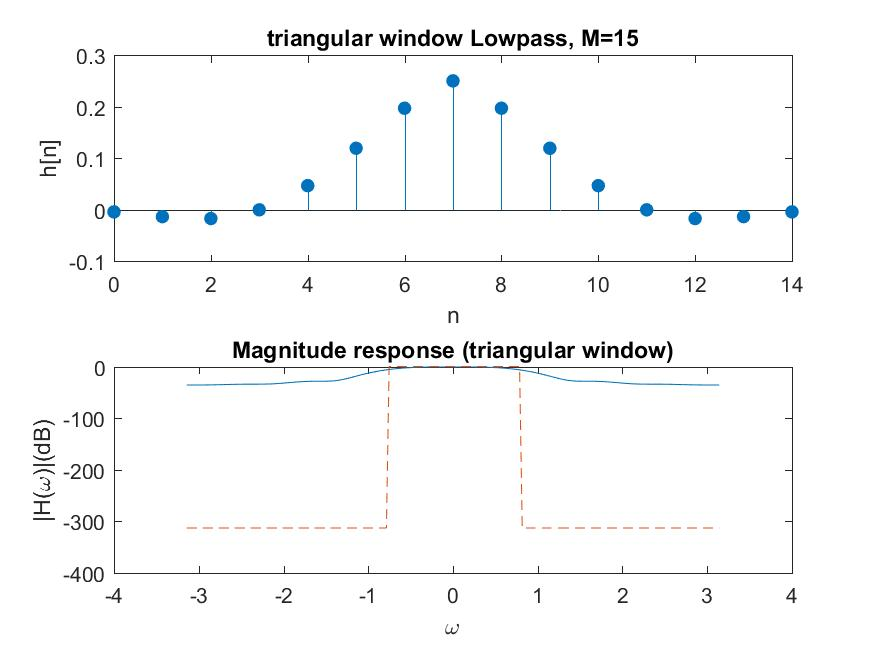 triangular window Lowpass, M=15
0.3
0.2
0.1
0
-0.1
h[n]
0 2 4 6 8 10 12 14
n
Magnitude response (triangular window)
0
-100
-200
-300
-400
|H(ω)|(dB)
-4 -3 -2 -1 0 1 2 3 4
ω